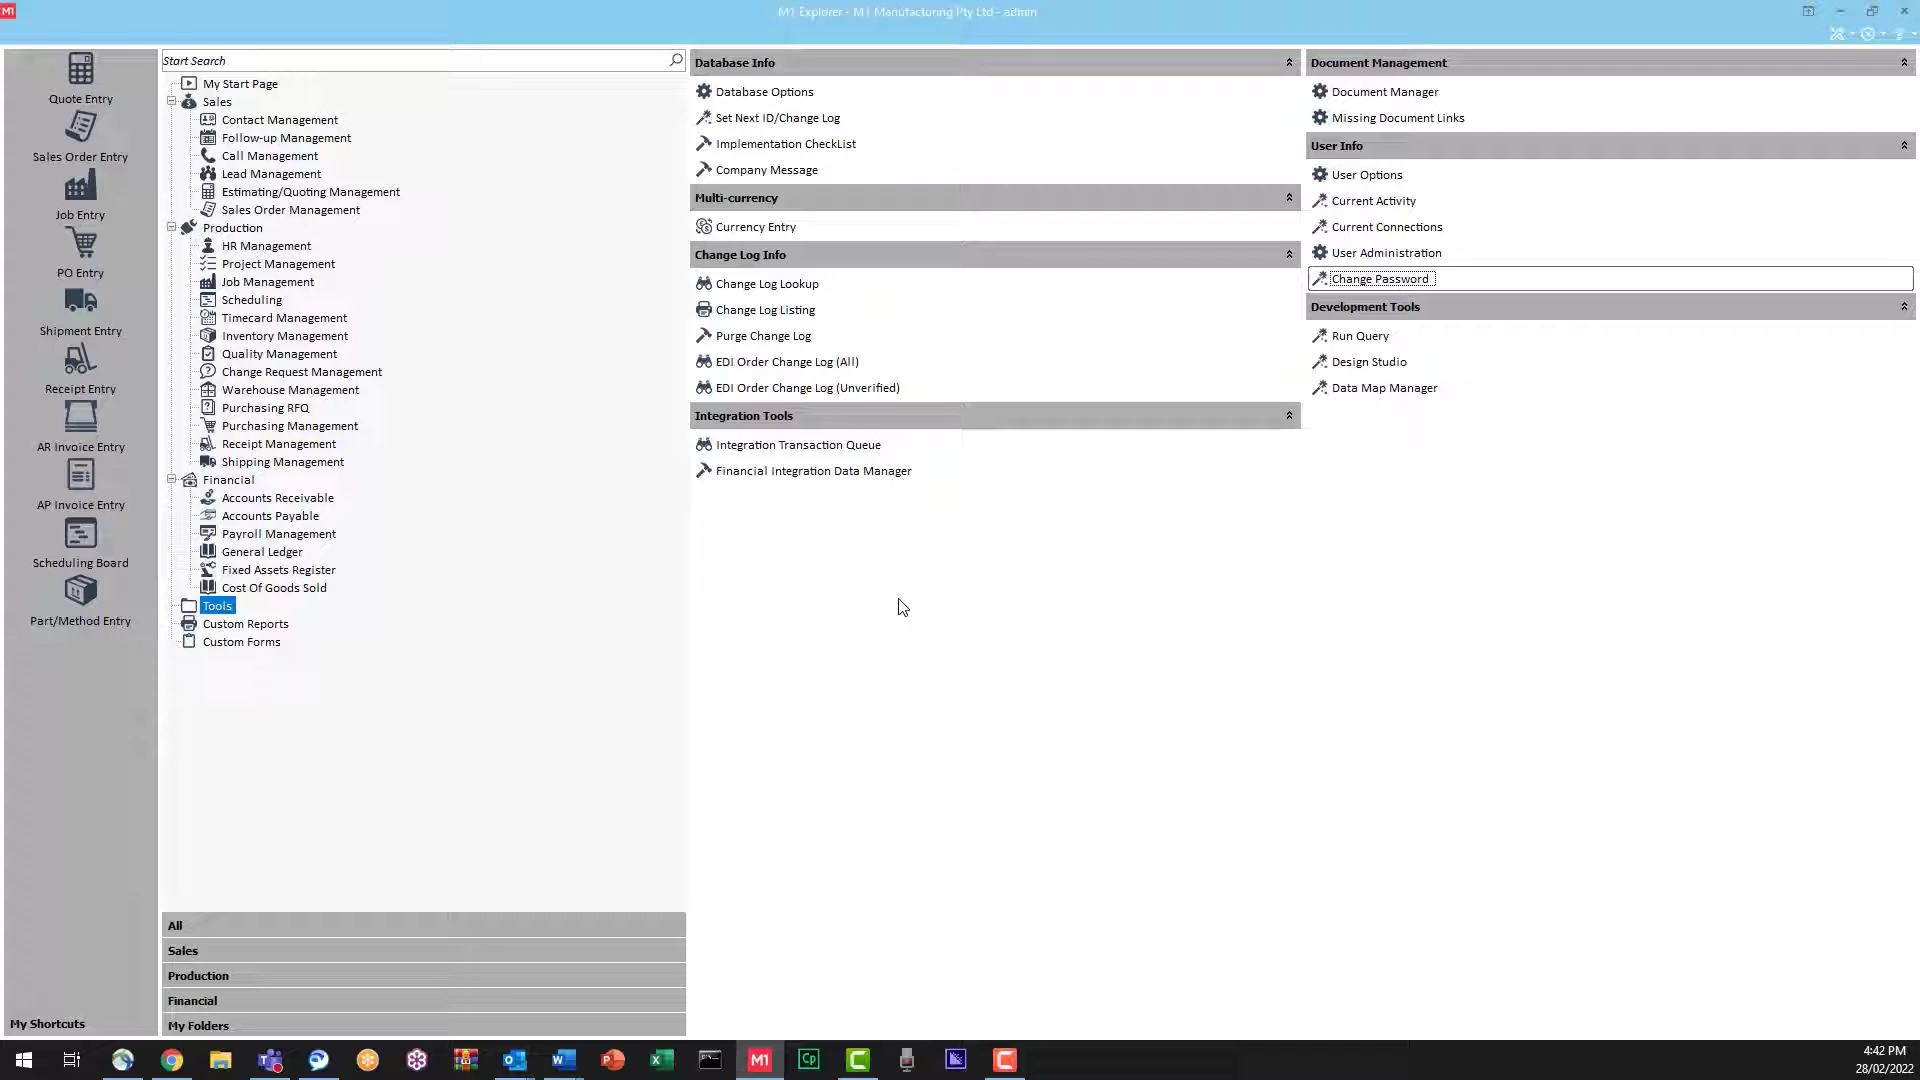 M1
M1 Explorer - M1 Manufacturing Pty Ltd - admin
Quote Entry
Sales Order Entry
Job Entry
PO Entry
Shipment Entry
Receipt Entry
AR Invoice Entry
AP Invoice Entry
Scheduling Board
Part/Method Entry
My Shortcuts
Start Search
My Start Page
Sales
Contact Management
Follow-up Management
Call Management
Lead Management
Estimating/Quoting Management
Sales Order Management
Production
HR Management
Project Management
Job Management
Scheduling
Timecard Management
Inventory Management
Quality Management
Change Request Management
Warehouse Management
Purchasing RFQ
Purchasing Management
Receipt Management
Shipping Management
Financial
Accounts Receivable
Accounts Payable
Payroll Management
General Ledger
Fixed Assets Register
Cost Of Goods Sold
Tools
Custom Reports
Custom Forms
All
Sales
Production
Financial
My Folders
Database Info
Database Options
Set Next ID/Change Log
Implementation CheckList
Company Message
Multi-currency
Currency Entry
Change Log Info
Change Log Lookup
Change Log Listing
Purge Change Log
EDI Order Change Log (All)
EDI Order Change Log (Unverified)
Integration Tools
Integration Transaction Queue
Financial Integration Data Manager
Document Management
Document Manager
Missing Document Links
User Info
User Options
Current Activity
Current Connections
User Administration
Change Password
Development Tools
Run Query
Design Studio
Data Map Manager
M1
Cp
4:42 PM
28/02/2022